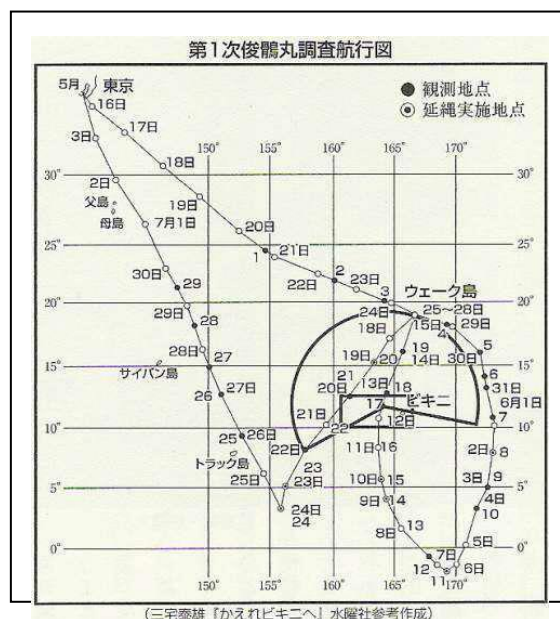 第1次俊鶻丸調査航行図
5月 東京
● 観測地点
◉ 延縄実施地点
16日
17日
3日
18日
150° 155° 160° 165° 170°
30° 2日 19日 30°
父島
母島
7月1日
20日
25° 1 21日 25°
30日 22日 2 23日
29 3 ウェーク島
20° 29日 24日 25~28日 20°
28 18日 15日 4 29日
28日 19日 20 19 14日 30日 5
15° サイパン島 27 21 15°
26 27日 20日 13日 18 6 31日
17 ビキニ 6月1日
10° 25 26日 21日 22 12日 7 10°
22日 11日 16 2日 8
トラック島 23
25日 23日 10日 15 3日 9
5° 9日 14 4日 5°
24日 10
24 8日 13
0° 7日 5日 0°
12 11 6日
150° 155° 160° 165° 170°
(三宅泰雄『かえれビキニへ』水曜社参考作成)